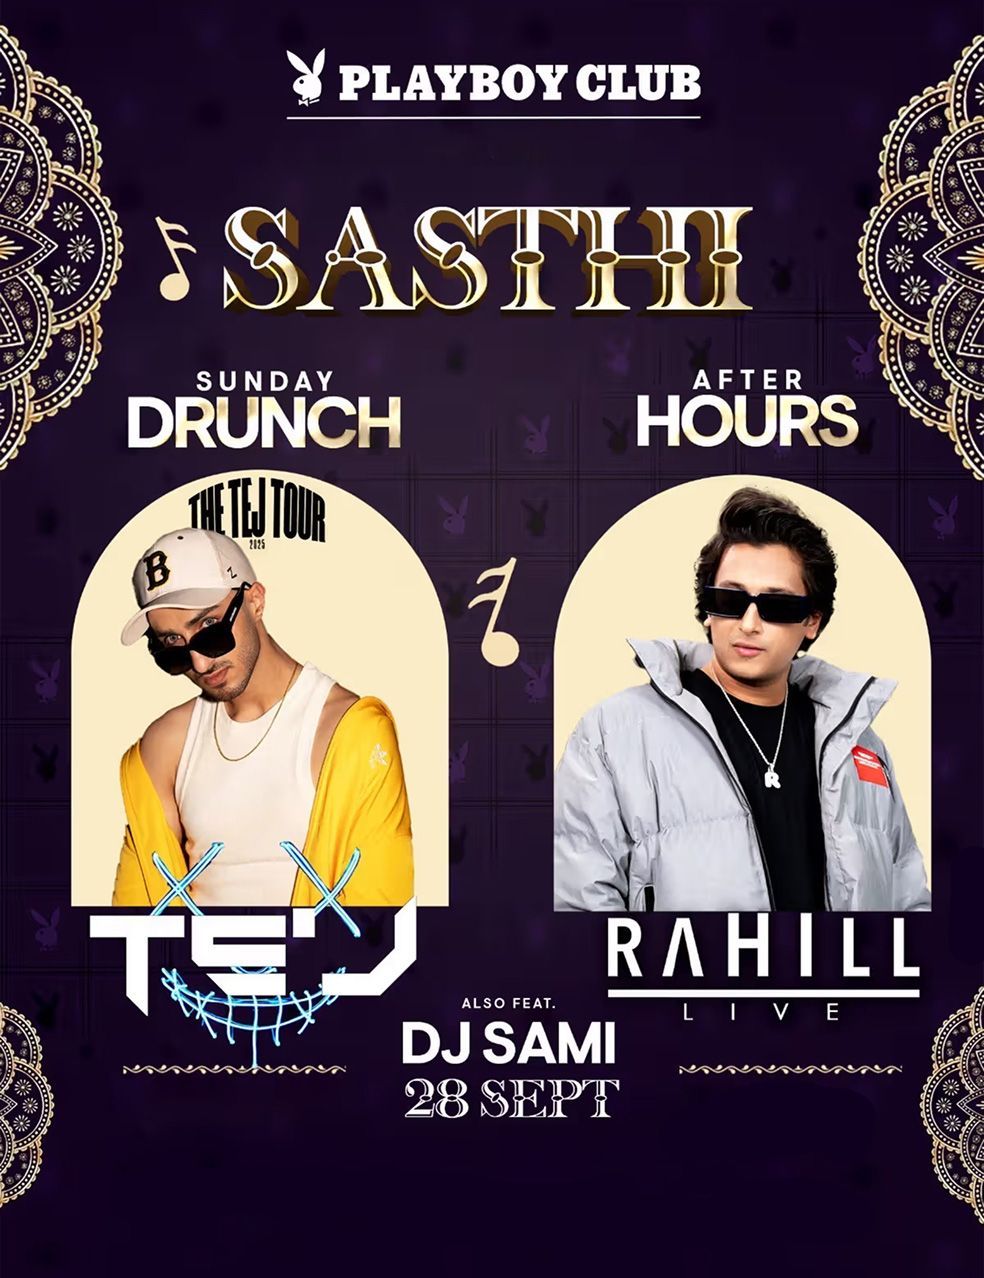 PLAYBOY CLUB
SASTHI
SUNDAY
DRUNCH
AFTER
HOURS
THE TEJ TOUR
2025
B
Z
R
TEJ
RAHILL
LIVE
ALSO FEAT.
DJ SAMI
28 SEPT